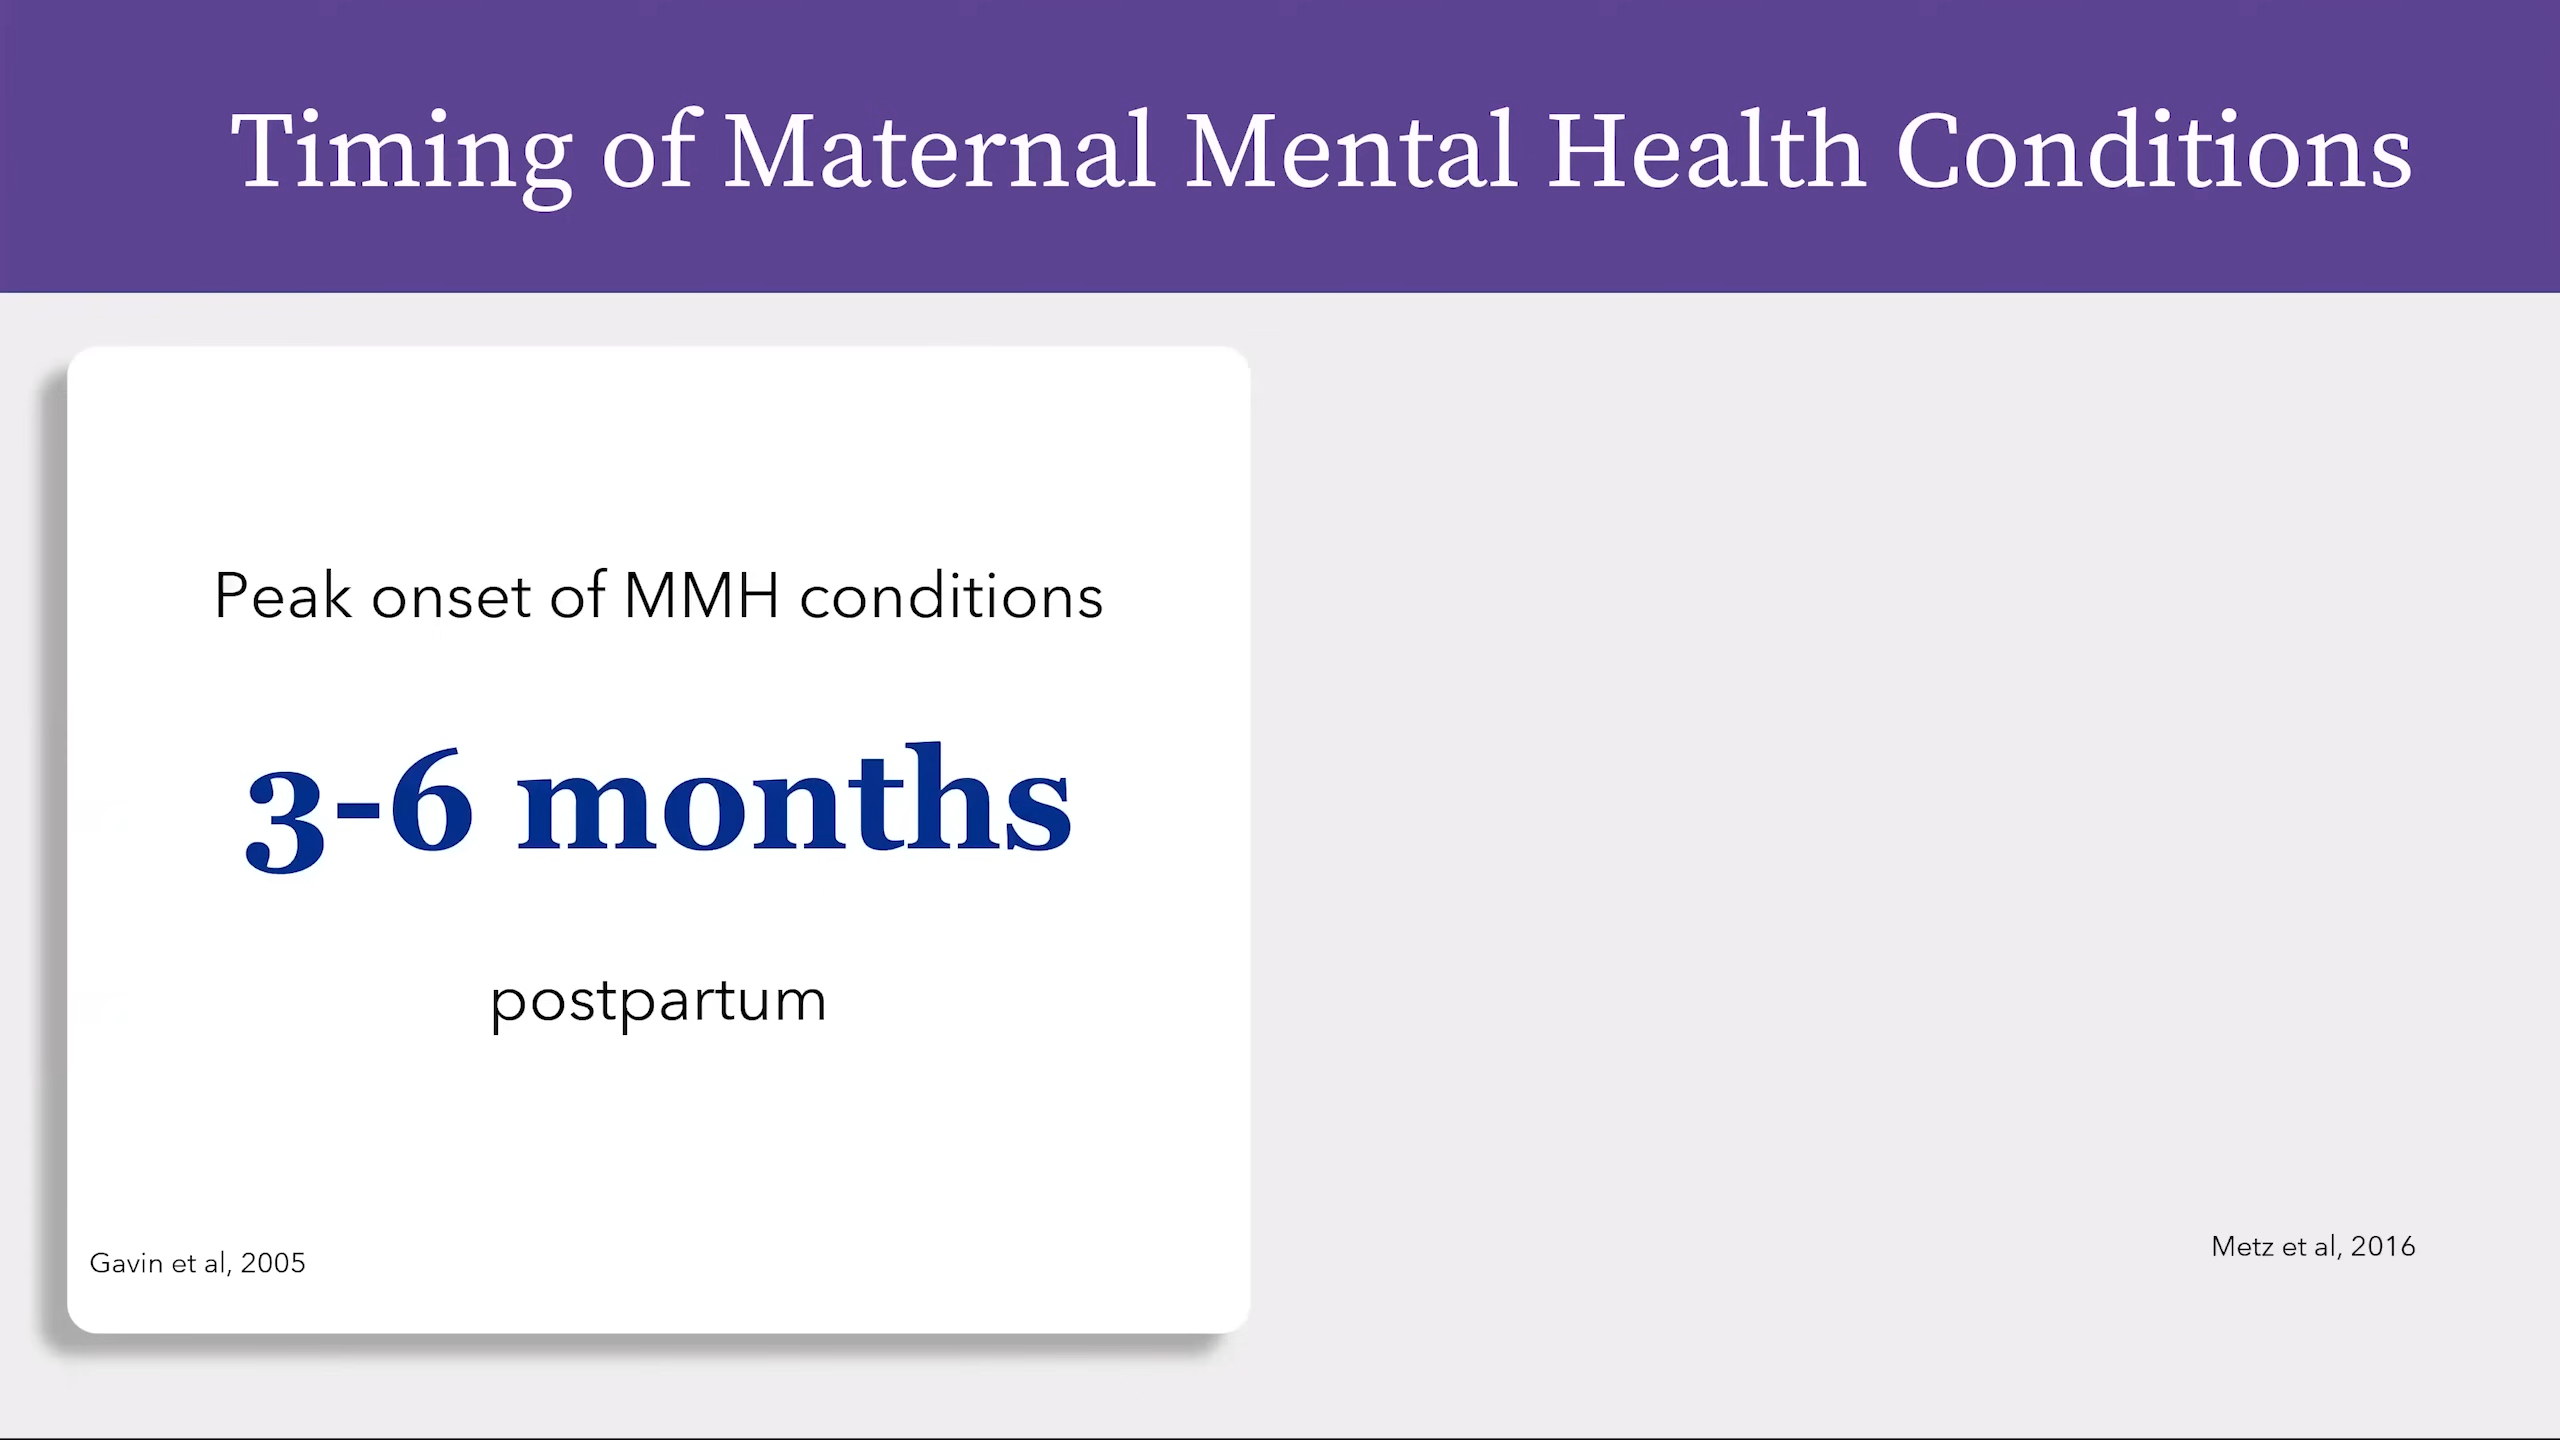 Timing of Maternal Mental Health Conditions
Peak onset of MMH conditions
3-6 months
postpartum
Gavin et al, 2005
Metz et al, 2016